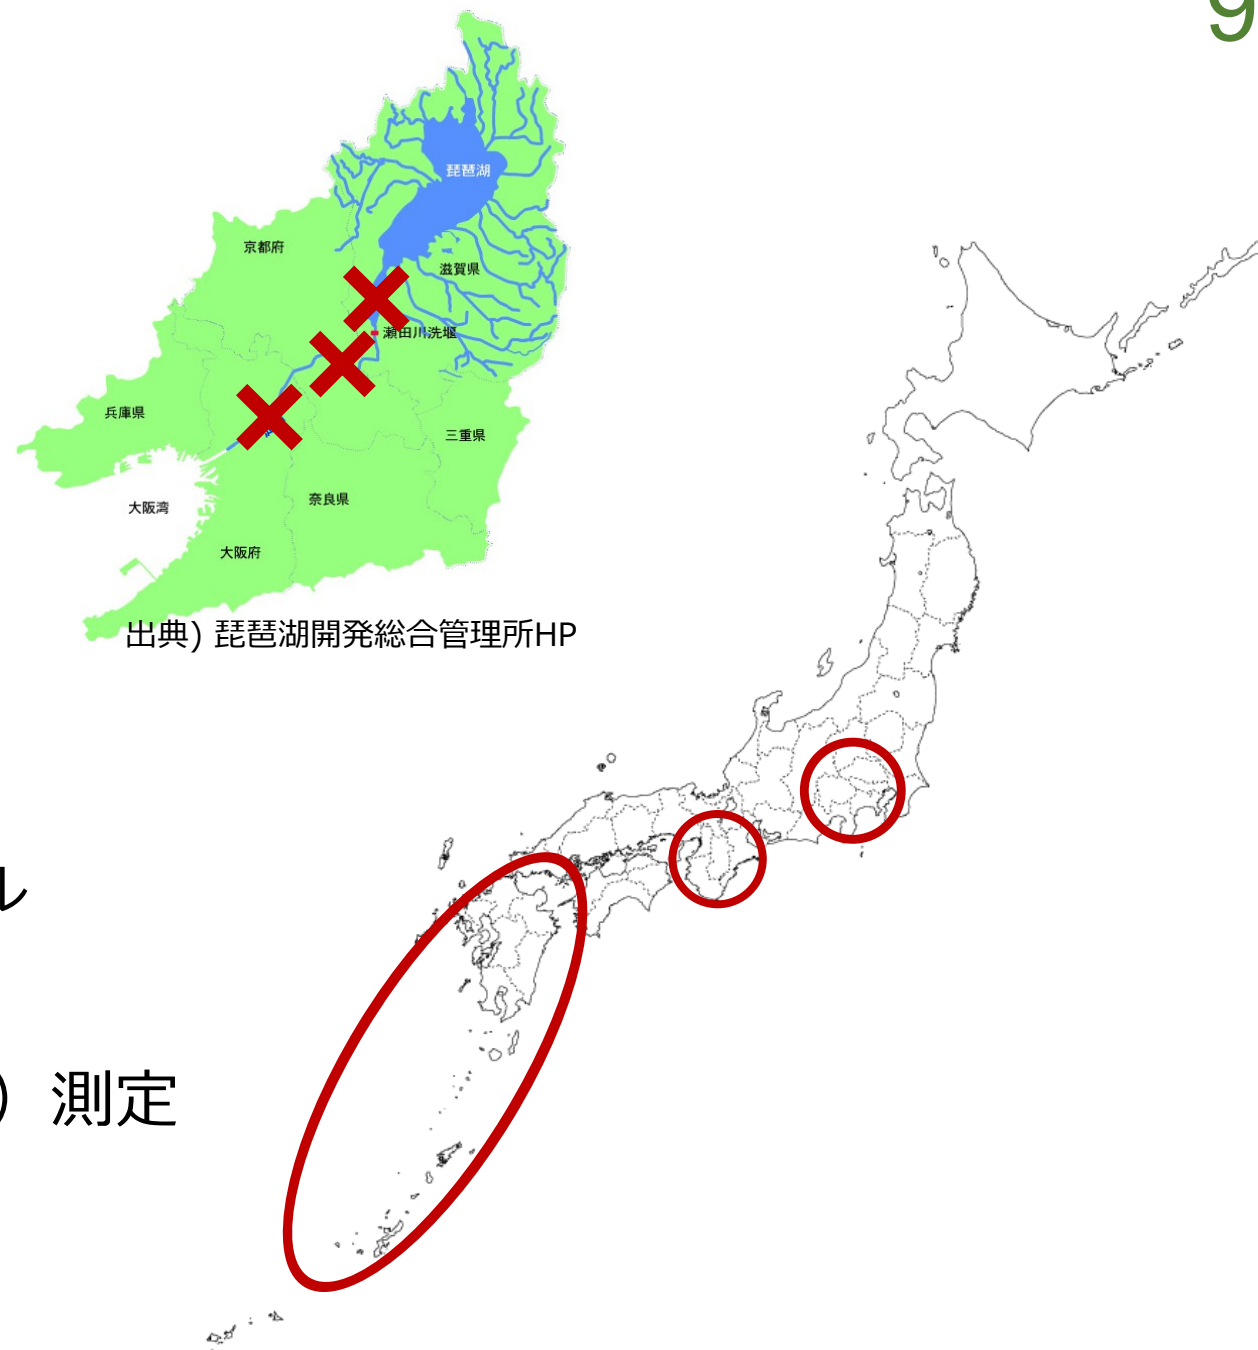 9
琵琶湖
京都府
滋賀県
瀬田川洗堰
兵庫県
三重県
奈良県
大阪湾
大阪府
出典) 琵琶湖開発総合管理所HP
ル
）測定